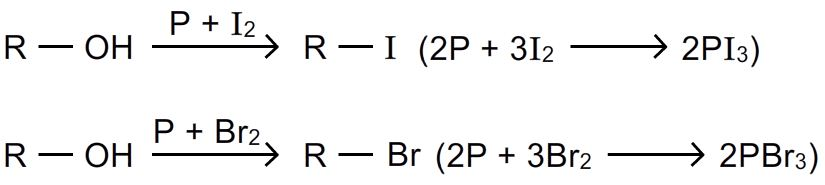 R — OH P + I₂ ⟶ R — I (2P + 3I₂ ⟶ 2PI₃)
R — OH P + Br₂ ⟶ R — Br (2P + 3Br₂ ⟶ 2PBr₃)